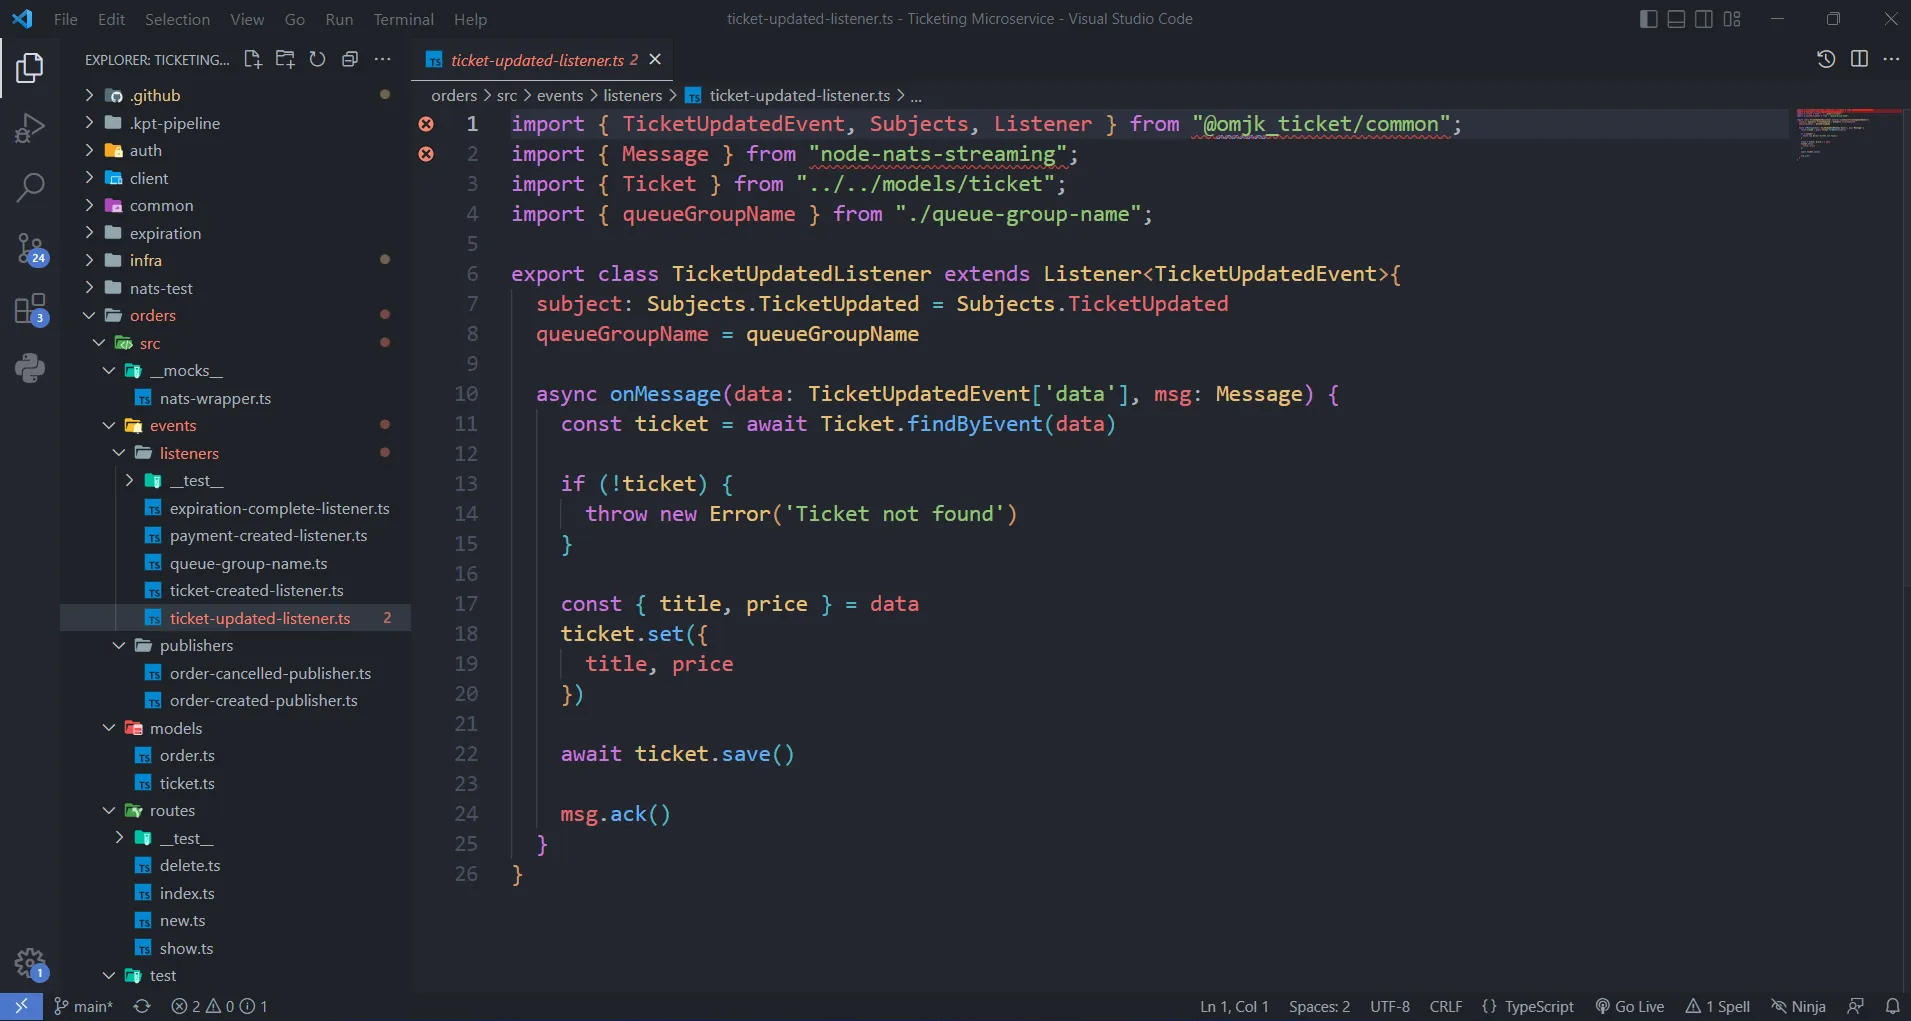 File Edit Selection View Go Run Terminal Help
ticket-updated-listener.ts - Ticketing Microservice - Visual Studio Code
EXPLORER: TICKETING...
.github
.kpt-pipeline
auth
client
common
expiration
infra
nats-test
orders
src
__mocks__
nats-wrapper.ts
events
listeners
__test__
expiration-complete-listener.ts
payment-created-listener.ts
queue-group-name.ts
ticket-created-listener.ts
ticket-updated-listener.ts 2
publishers
order-cancelled-publisher.ts
order-created-publisher.ts
models
order.ts
ticket.ts
routes
__test__
delete.ts
index.ts
new.ts
show.ts
test
24
3
1
ticket-updated-listener.ts 2
orders > src > events > listeners > ticket-updated-listener.ts > ...
1 import { TicketUpdatedEvent, Subjects, Listener } from "@omjk_ticket/common";
2 import { Message } from "node-nats-streaming";
3 import { Ticket } from "../../models/ticket";
4 import { queueGroupName } from "./queue-group-name";
5
6 export class TicketUpdatedListener extends Listener<TicketUpdatedEvent>{
7 subject: Subjects.TicketUpdated = Subjects.TicketUpdated
8 queueGroupName = queueGroupName
9
10 async onMessage(data: TicketUpdatedEvent['data'], msg: Message) {
11 const ticket = await Ticket.findByEvent(data)
12
13 if (!ticket) {
14 throw new Error('Ticket not found')
15 }
16
17 const { title, price } = data
18 ticket.set({
19 title, price
20 })
21
22 await ticket.save()
23
24 msg.ack()
25 }
26 }
main* 2 0 1
Ln 1, Col 1 Spaces: 2 UTF-8 CRLF {} TypeScript Go Live 1 Spell Ninja